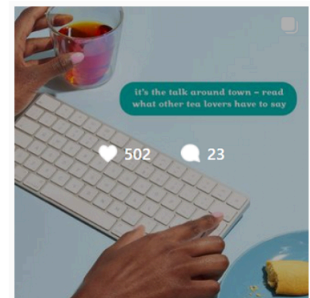 it's the talk around town – read
what other tea lovers have to say
502
23